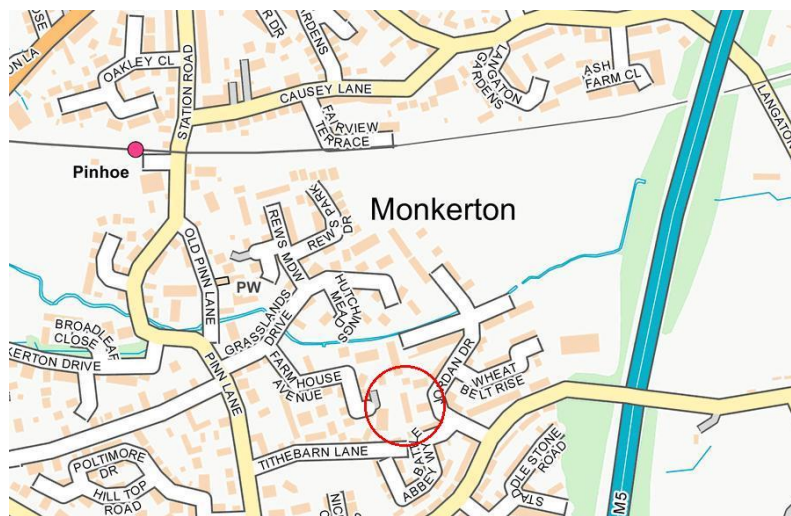 OAKLEY CL
STATION ROAD
CAUSEY LANE
LANGATON
GARDENS
ASH
FARM CL
LANGATON
FAIRVIEW
TERRACE
Pinhoe
Monkerton
REWS PARK
DR
REWS MDW
OLD PINN LANE
PW
HUTCHINGS
MEAD
GRASSLANDS
DRIVE
BROADLEAF
CLOSE
KERTON DRIVE
PINN LANE
FARM HOUSE
AVENUE
JORDAN DR
WHEAT
BELT RISE
TITHEBARN LANE
POLTIMORE
DR
HILL TOP
ROAD
ABBEY
DLE STONE
ROAD
M5